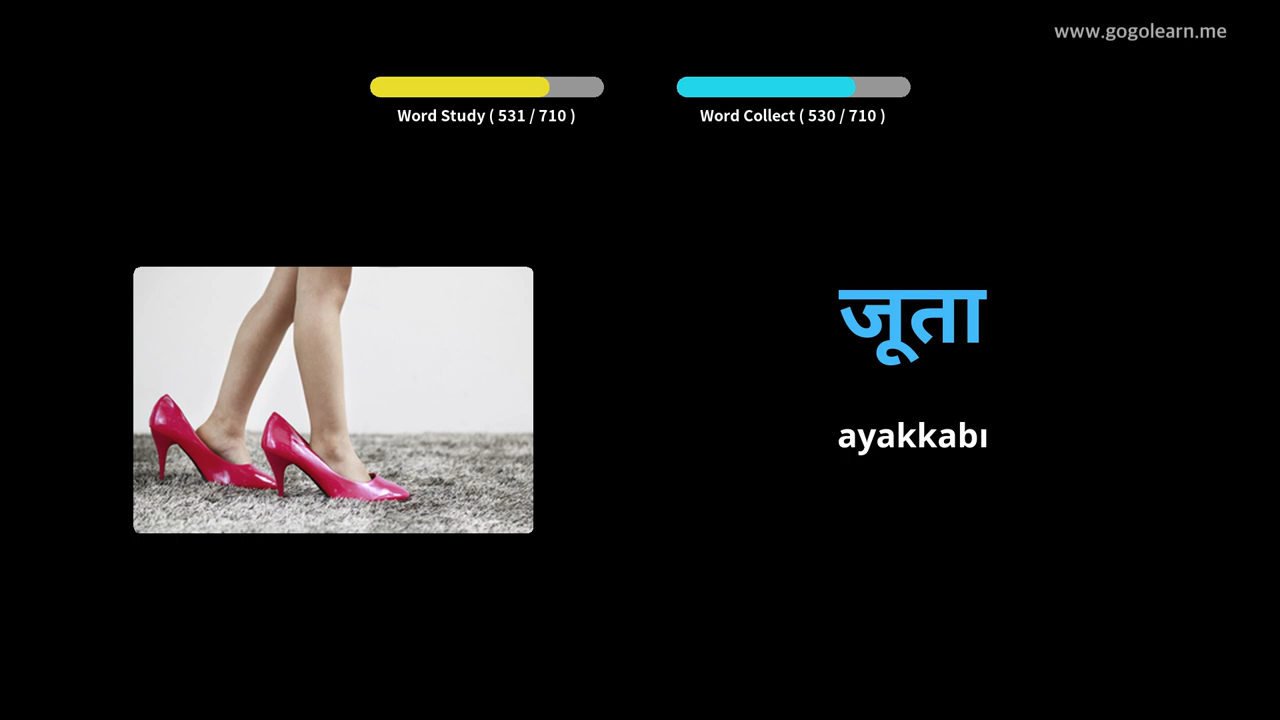 www.gogolearn.me
Word Study ( 531 / 710 )
Word Collect ( 530 / 710 )
जूता
ayakkabı